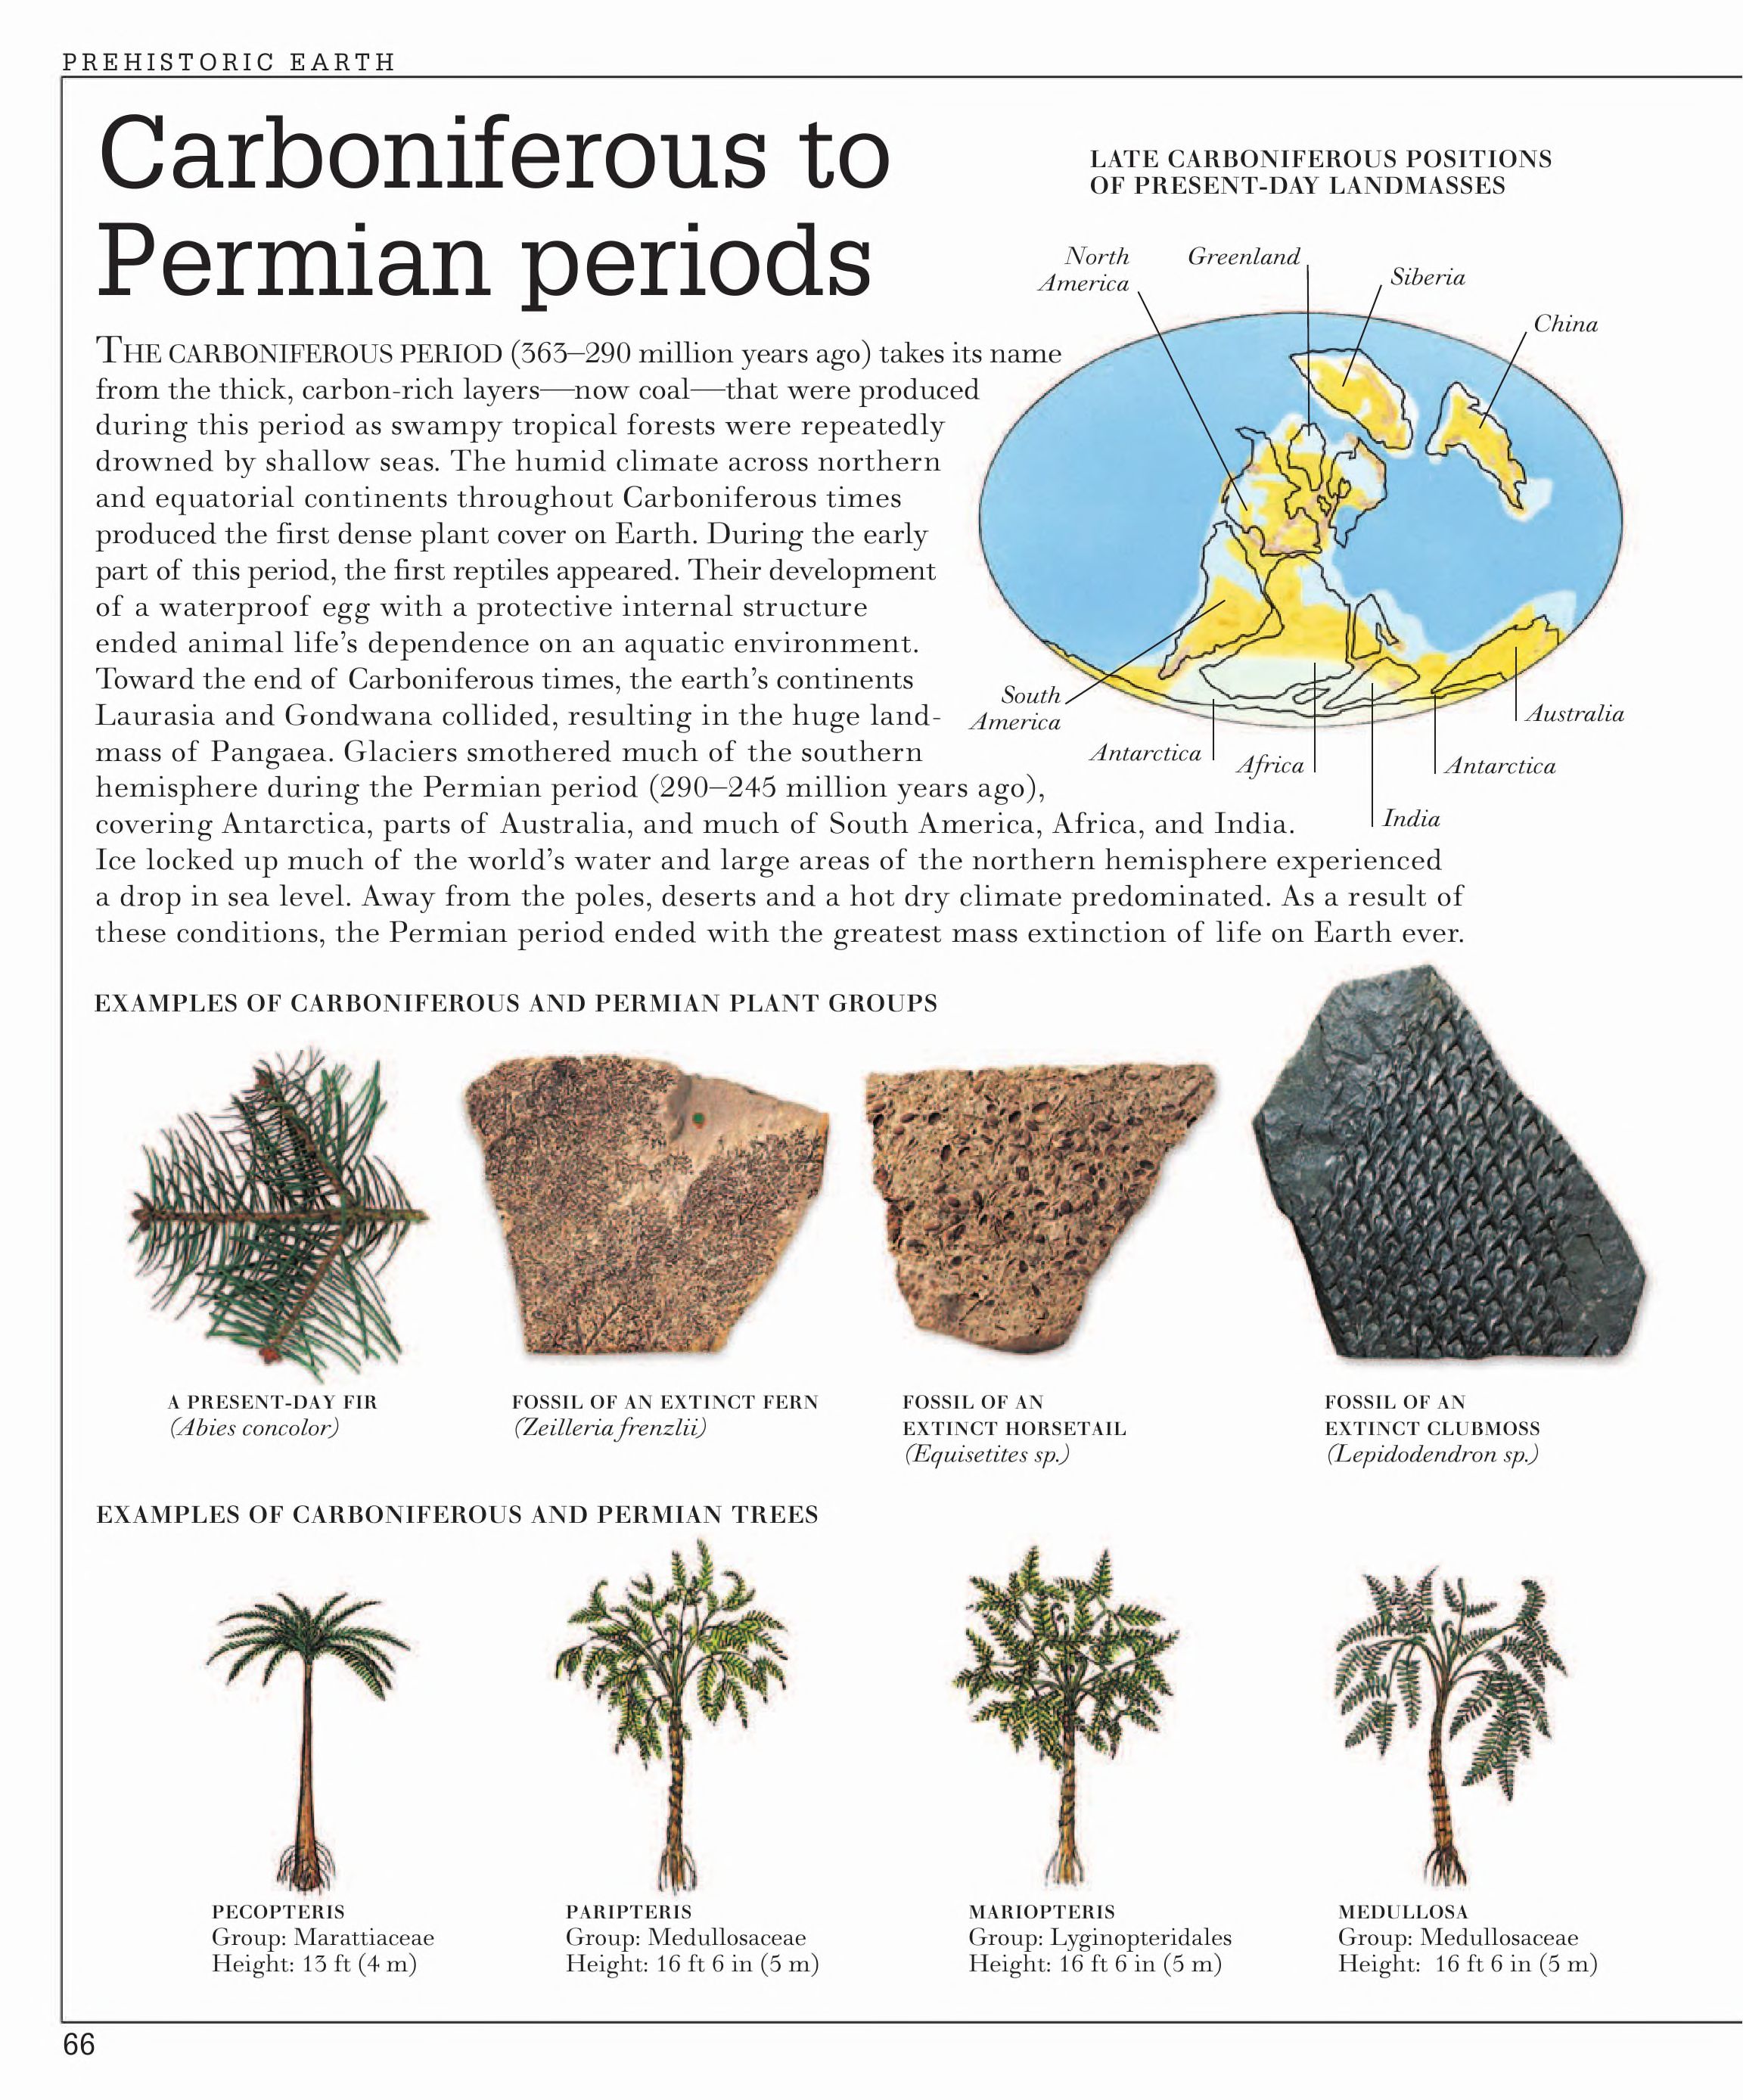 PREHISTORIC EARTH
Carboniferous to
Permian periods
THE CARBONIFEROUS PERIOD (363–290 million years ago) takes its name
from the thick, carbon-rich layers—now coal—that were produced
during this period as swampy tropical forests were repeatedly
drowned by shallow seas. The humid climate across northern
and equatorial continents throughout Carboniferous times
produced the first dense plant cover on Earth. During the early
part of this period, the first reptiles appeared. Their development
of a waterproof egg with a protective internal structure
ended animal life’s dependence on an aquatic environment.
Toward the end of Carboniferous times, the earth’s continents
Laurasia and Gondwana collided, resulting in the huge land-
mass of Pangaea. Glaciers smothered much of the southern
hemisphere during the Permian period (290–245 million years ago),
covering Antarctica, parts of Australia, and much of South America, Africa, and India.
Ice locked up much of the world’s water and large areas of the northern hemisphere experienced
a drop in sea level. Away from the poles, deserts and a hot dry climate predominated. As a result of
these conditions, the Permian period ended with the greatest mass extinction of life on Earth ever.
LATE CARBONIFEROUS POSITIONS
OF PRESENT-DAY LANDMASSES
North
America
Greenland
Siberia
China
South
America
Antarctica
Africa
India
Antarctica
Australia
EXAMPLES OF CARBONIFEROUS AND PERMIAN PLANT GROUPS
A PRESENT-DAY FIR
(Abies concolor)
FOSSIL OF AN EXTINCT FERN
(Zeilleria frenzlii)
FOSSIL OF AN
EXTINCT HORSETAIL
(Equisetites sp.)
FOSSIL OF AN
EXTINCT CLUBMOSS
(Lepidodendron sp.)
EXAMPLES OF CARBONIFEROUS AND PERMIAN TREES
PECOPTERIS
Group: Marattiaceae
Height: 13 ft (4 m)
PARIPTERIS
Group: Medullosaceae
Height: 16 ft 6 in (5 m)
MARIOPTERIS
Group: Lyginopteridales
Height: 16 ft 6 in (5 m)
MEDULLOSA
Group: Medullosaceae
Height: 16 ft 6 in (5 m)
66